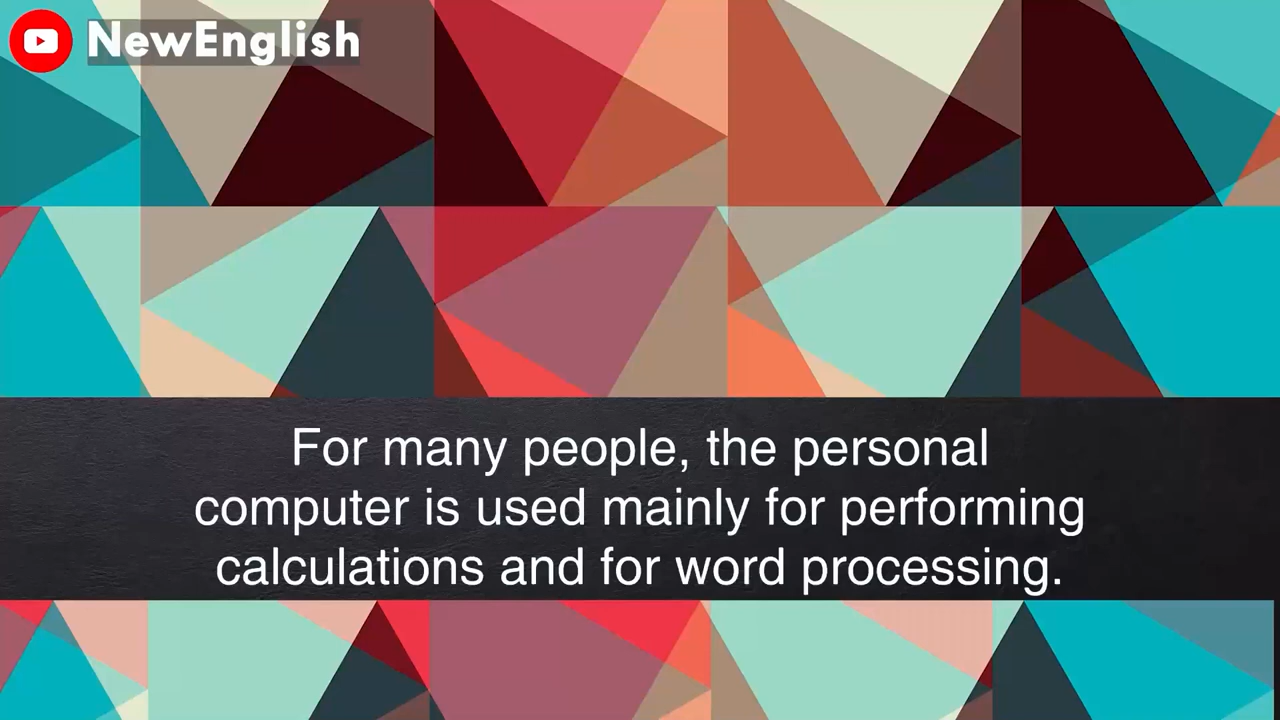 NewEnglish
For many people, the personal
computer is used mainly for performing
calculations and for word processing.